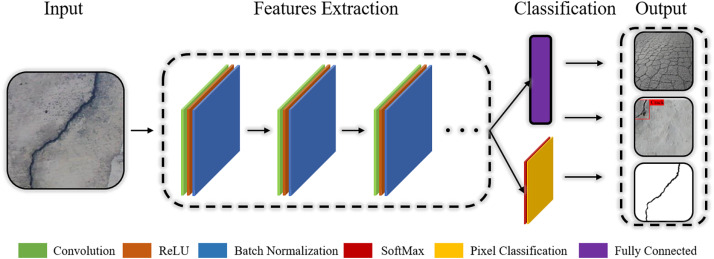 Input
Features Extraction
Classification
Output
Convolution
ReLU
Batch Normalization
SoftMax
Pixel Classification
Fully Connected